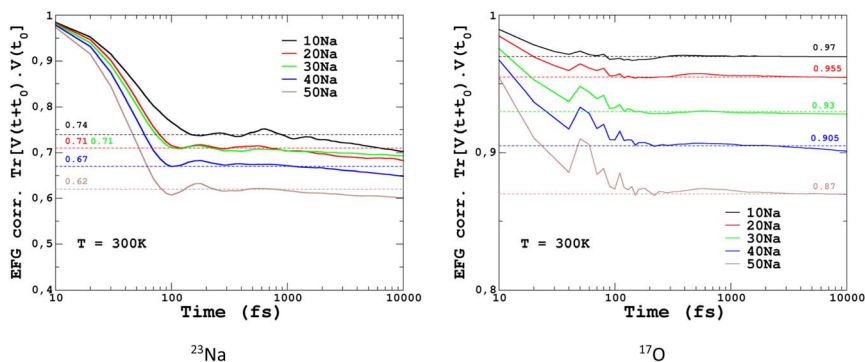 EFG corr. Tr[V(t+t₀).V(t₀]
1
0,9
0,8
0,7
0,6
0,5
0,4
10Na
20Na
30Na
40Na
50Na
0.74
0.71 0.71
0.67
0.62
T = 300K
10 100 1000 10000
Time (fs)
²³Na
EFG corr. Tr[V(t+t₀).V(t₀]
1
0,9
0,8
0.97
0.955
0.93
0.905
0.87
10Na
20Na
30Na
40Na
50Na
T = 300K
10 100 1000 10000
Time (fs)
¹⁷O